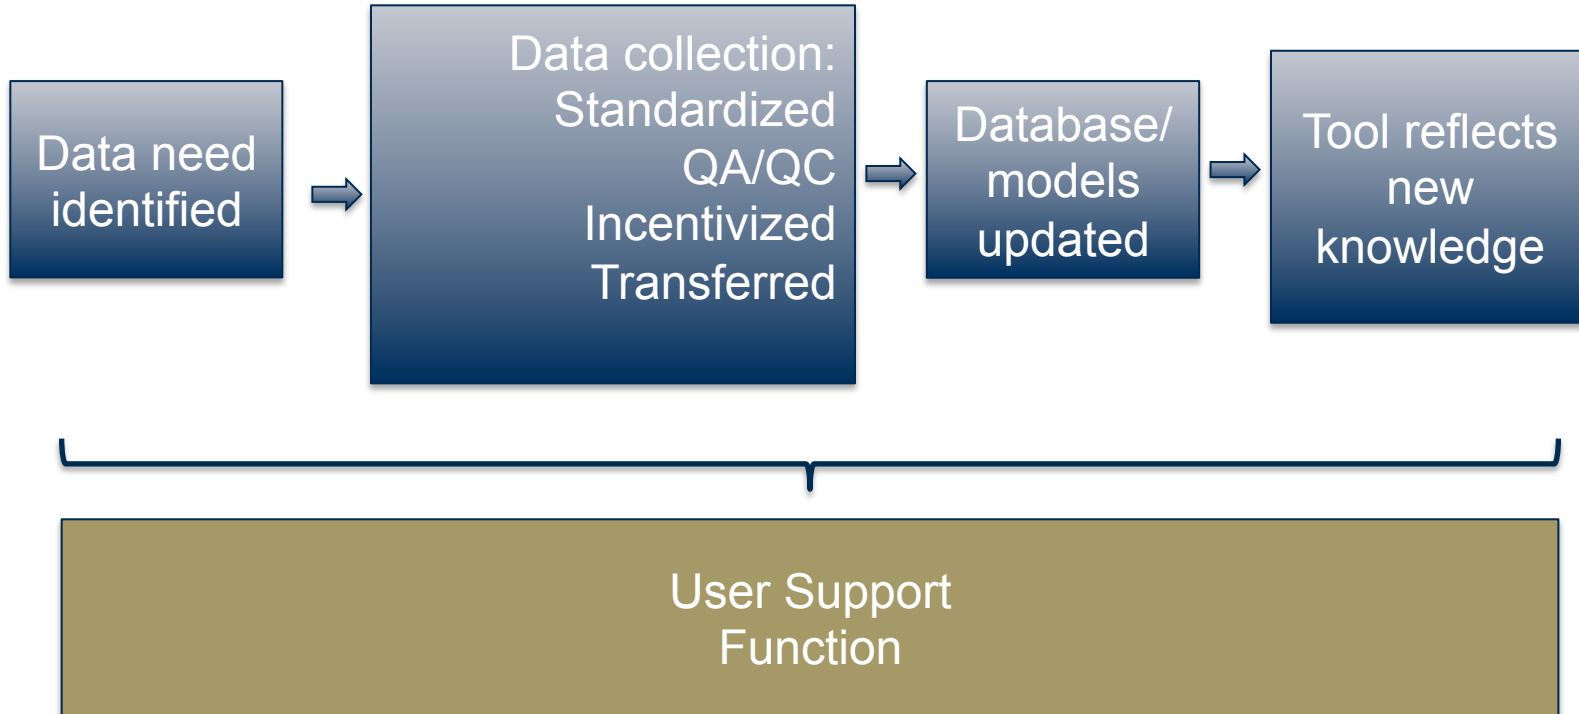 Data need
identified
Data collection:
Standardized
QA/QC
Incentivized
Transferred
Database/
models
updated
Tool reflects
new
knowledge
User Support
Function